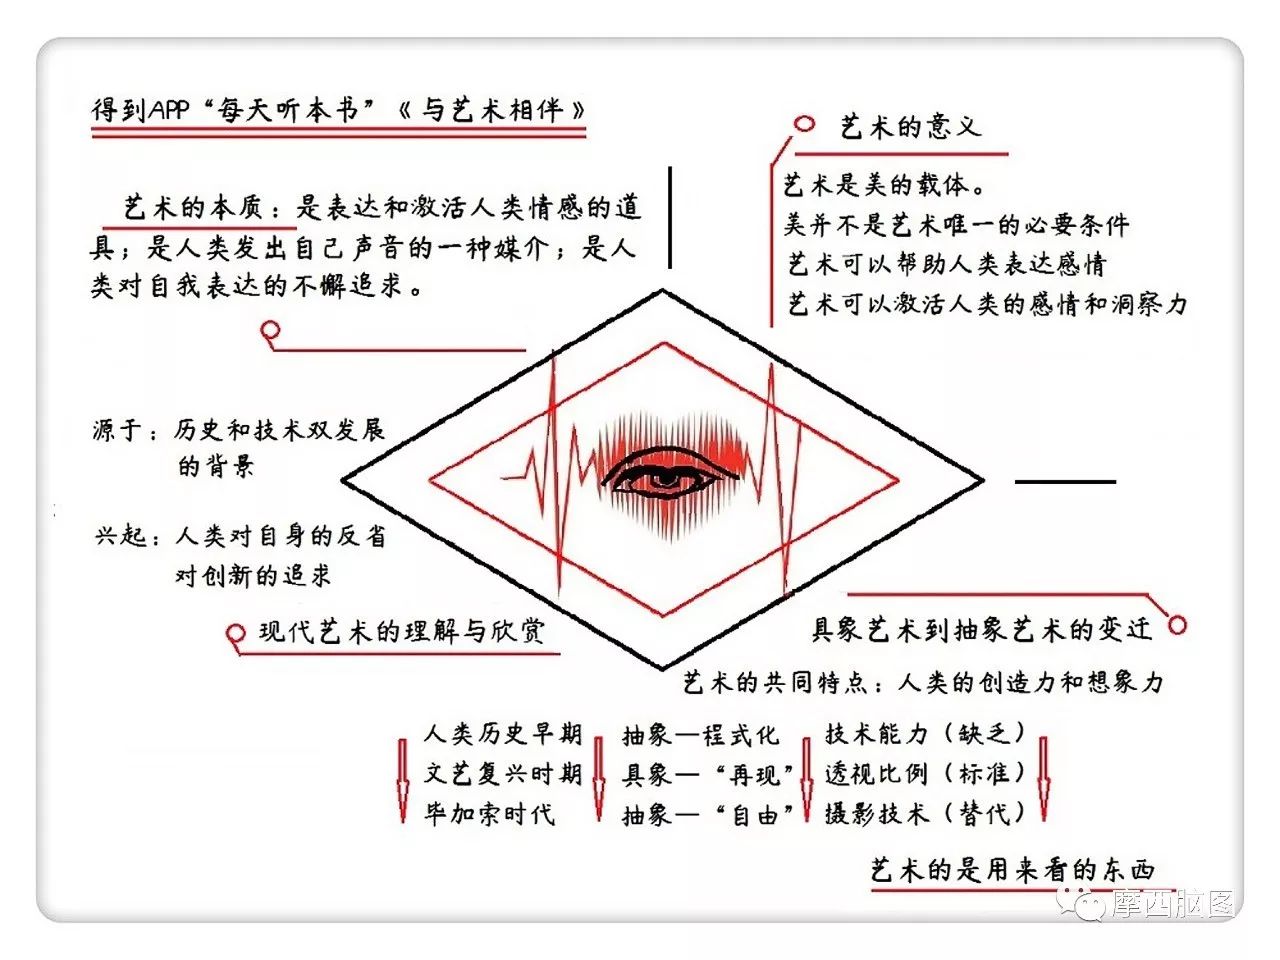 得到APP“每天听本书”《与艺术相伴》
艺术的本质：是表达和激活人类情感的道
具；是人类发出自己声音的一种媒介；是人
类对自我表达的不懈追求。
艺术的意义
艺术是美的载体。
美并不是艺术唯一的必要条件
艺术可以帮助人类表达感情
艺术可以激活人类的感情和洞察力
源于：历史和技术双发展
的背景
兴起：人类对自身的反省
对创新的追求
现代艺术的理解与欣赏
具象艺术到抽象艺术的变迁
艺术的共同特点：人类的创造力和想象力
人类历史早期 抽象—程式化 技术能力（缺乏）
文艺复兴时期 具象—“再现” 透视比例（标准）
毕加索时代 抽象—“自由” 摄影技术（替代）
艺术的是用来看的东西
摩西脑图